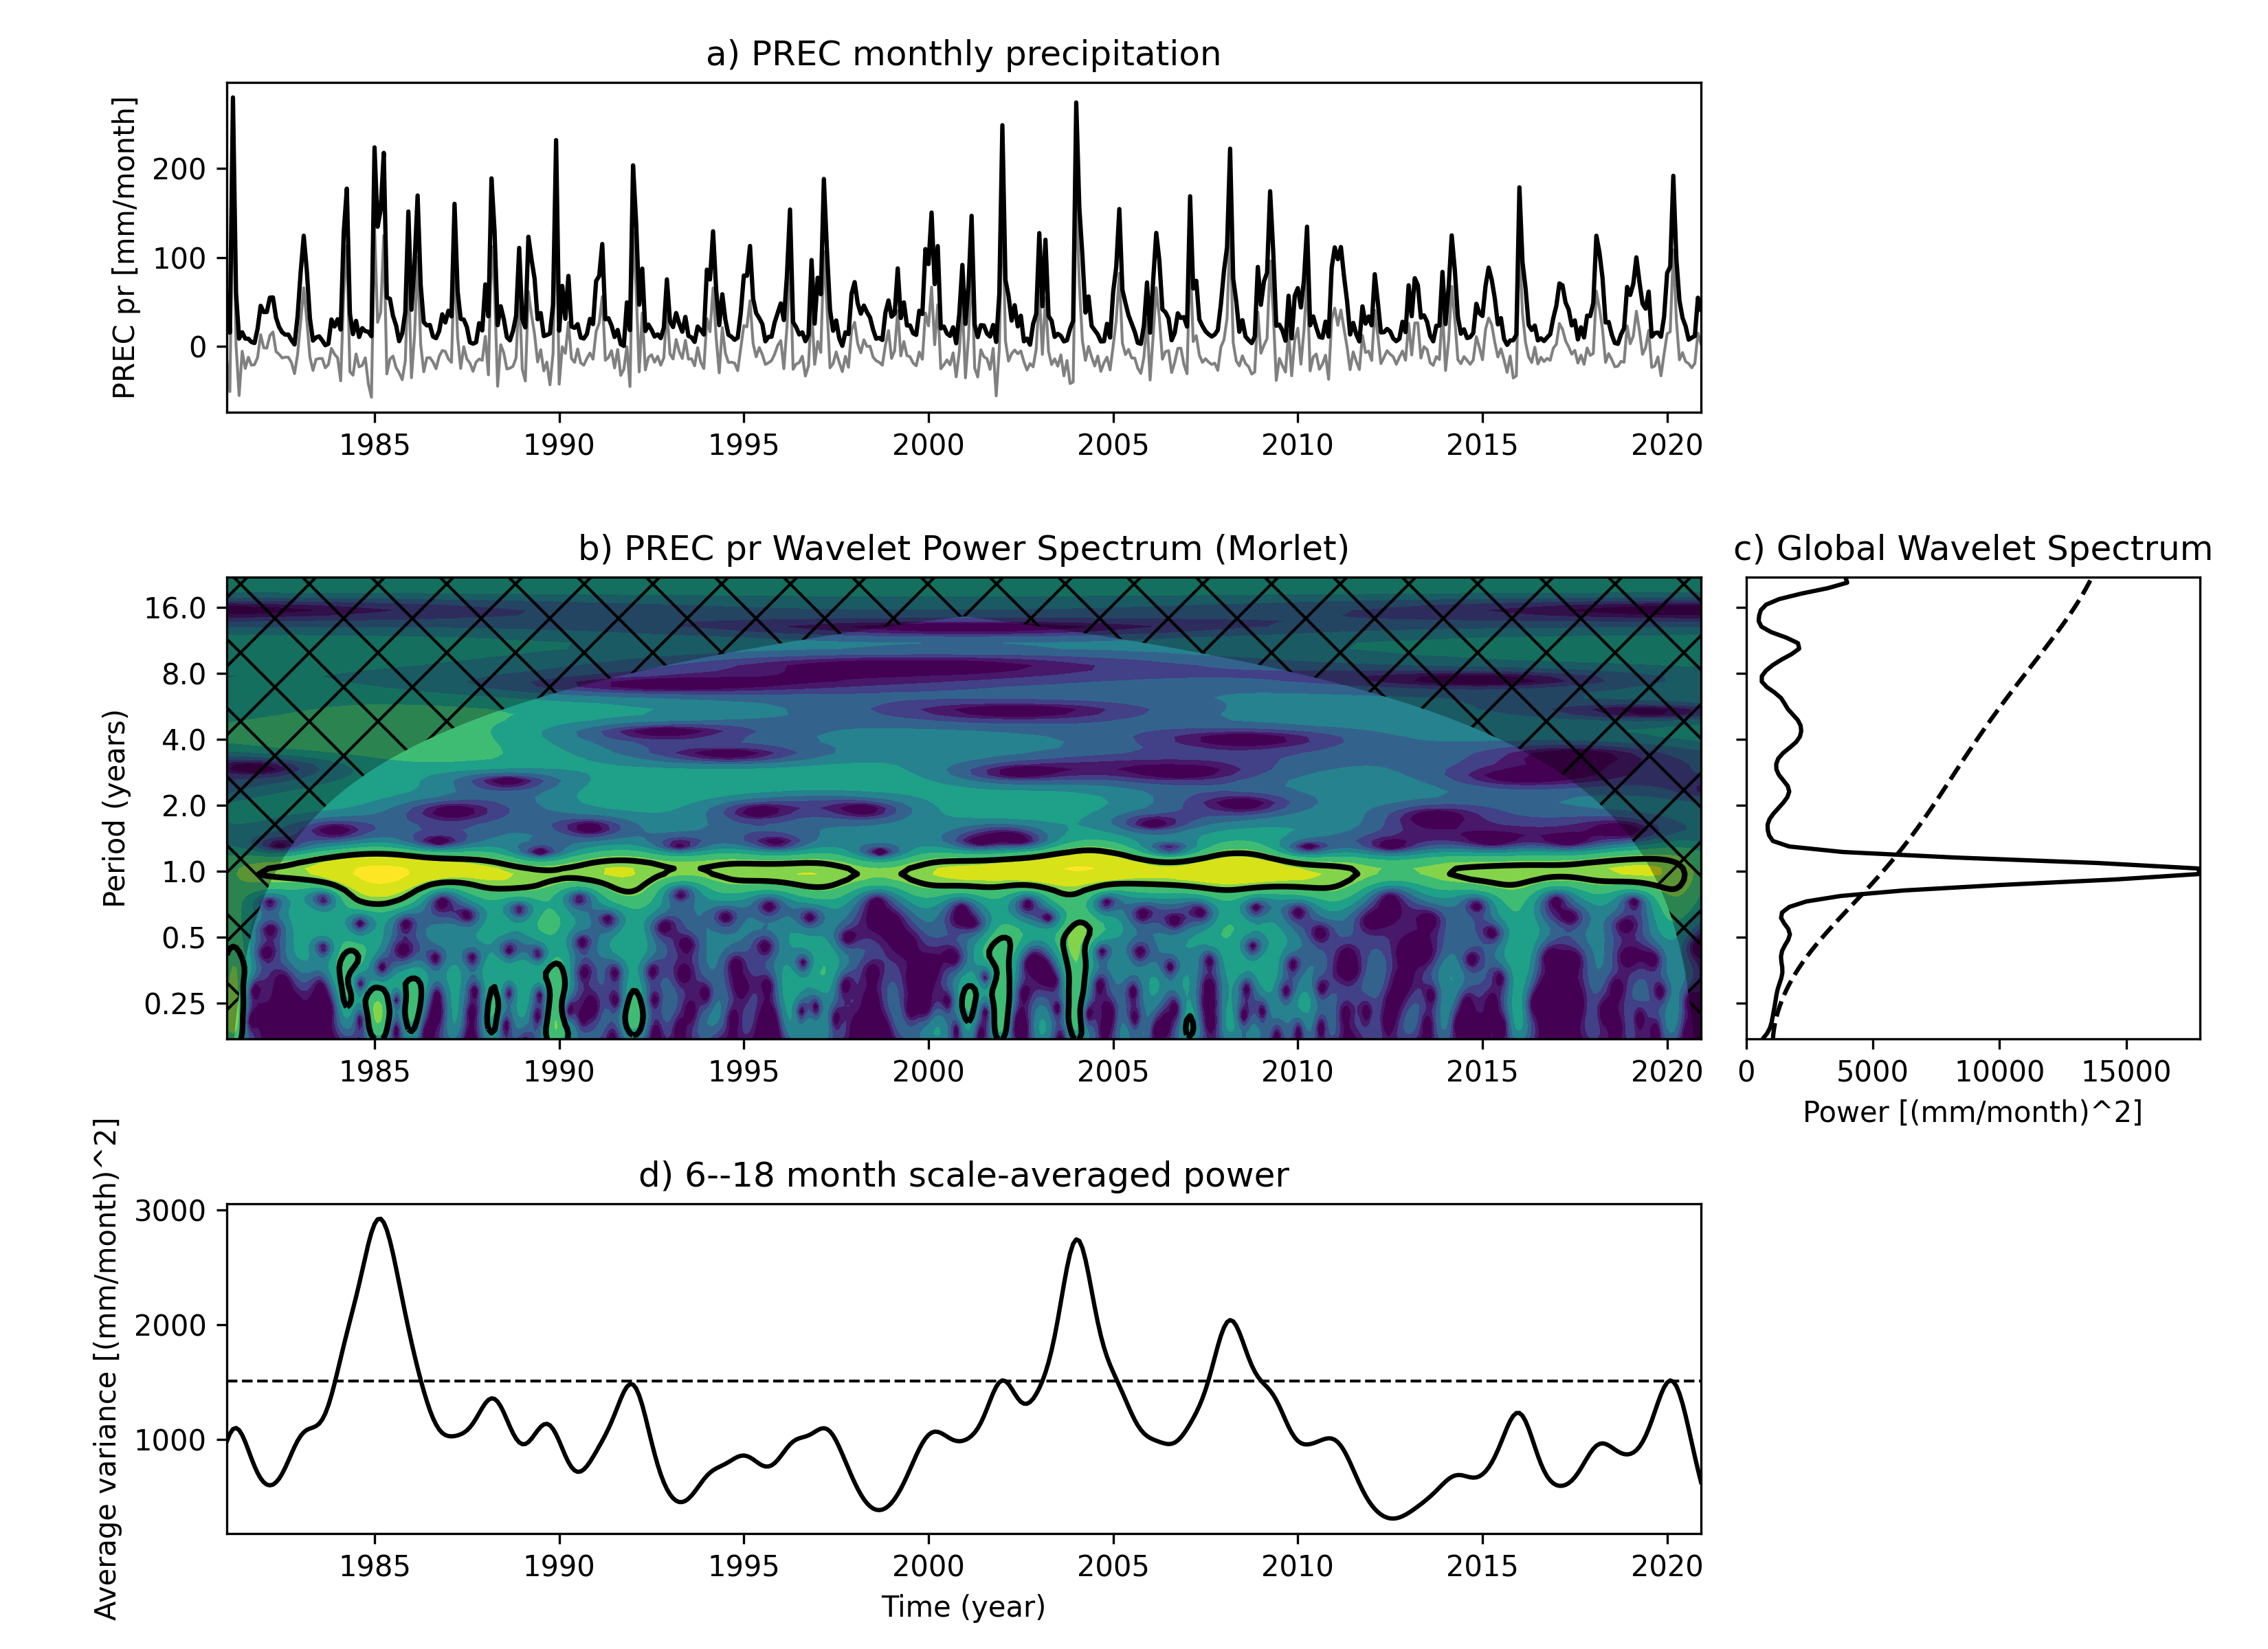 a) PREC monthly precipitation
PREC pr [mm/month]
200
100
0
1985 1990 1995 2000 2005 2010 2015 2020
b) PREC pr Wavelet Power Spectrum (Morlet)
Period (years)
16.0
8.0
4.0
2.0
1.0
0.5
0.25
1985 1990 1995 2000 2005 2010 2015 2020
c) Global Wavelet Spectrum
0 5000 10000 15000
Power [(mm/month)^2]
d) 6--18 month scale-averaged power
Average variance [(mm/month)^2]
3000
2000
1000
1985 1990 1995 2000 2005 2010 2015 2020
Time (year)